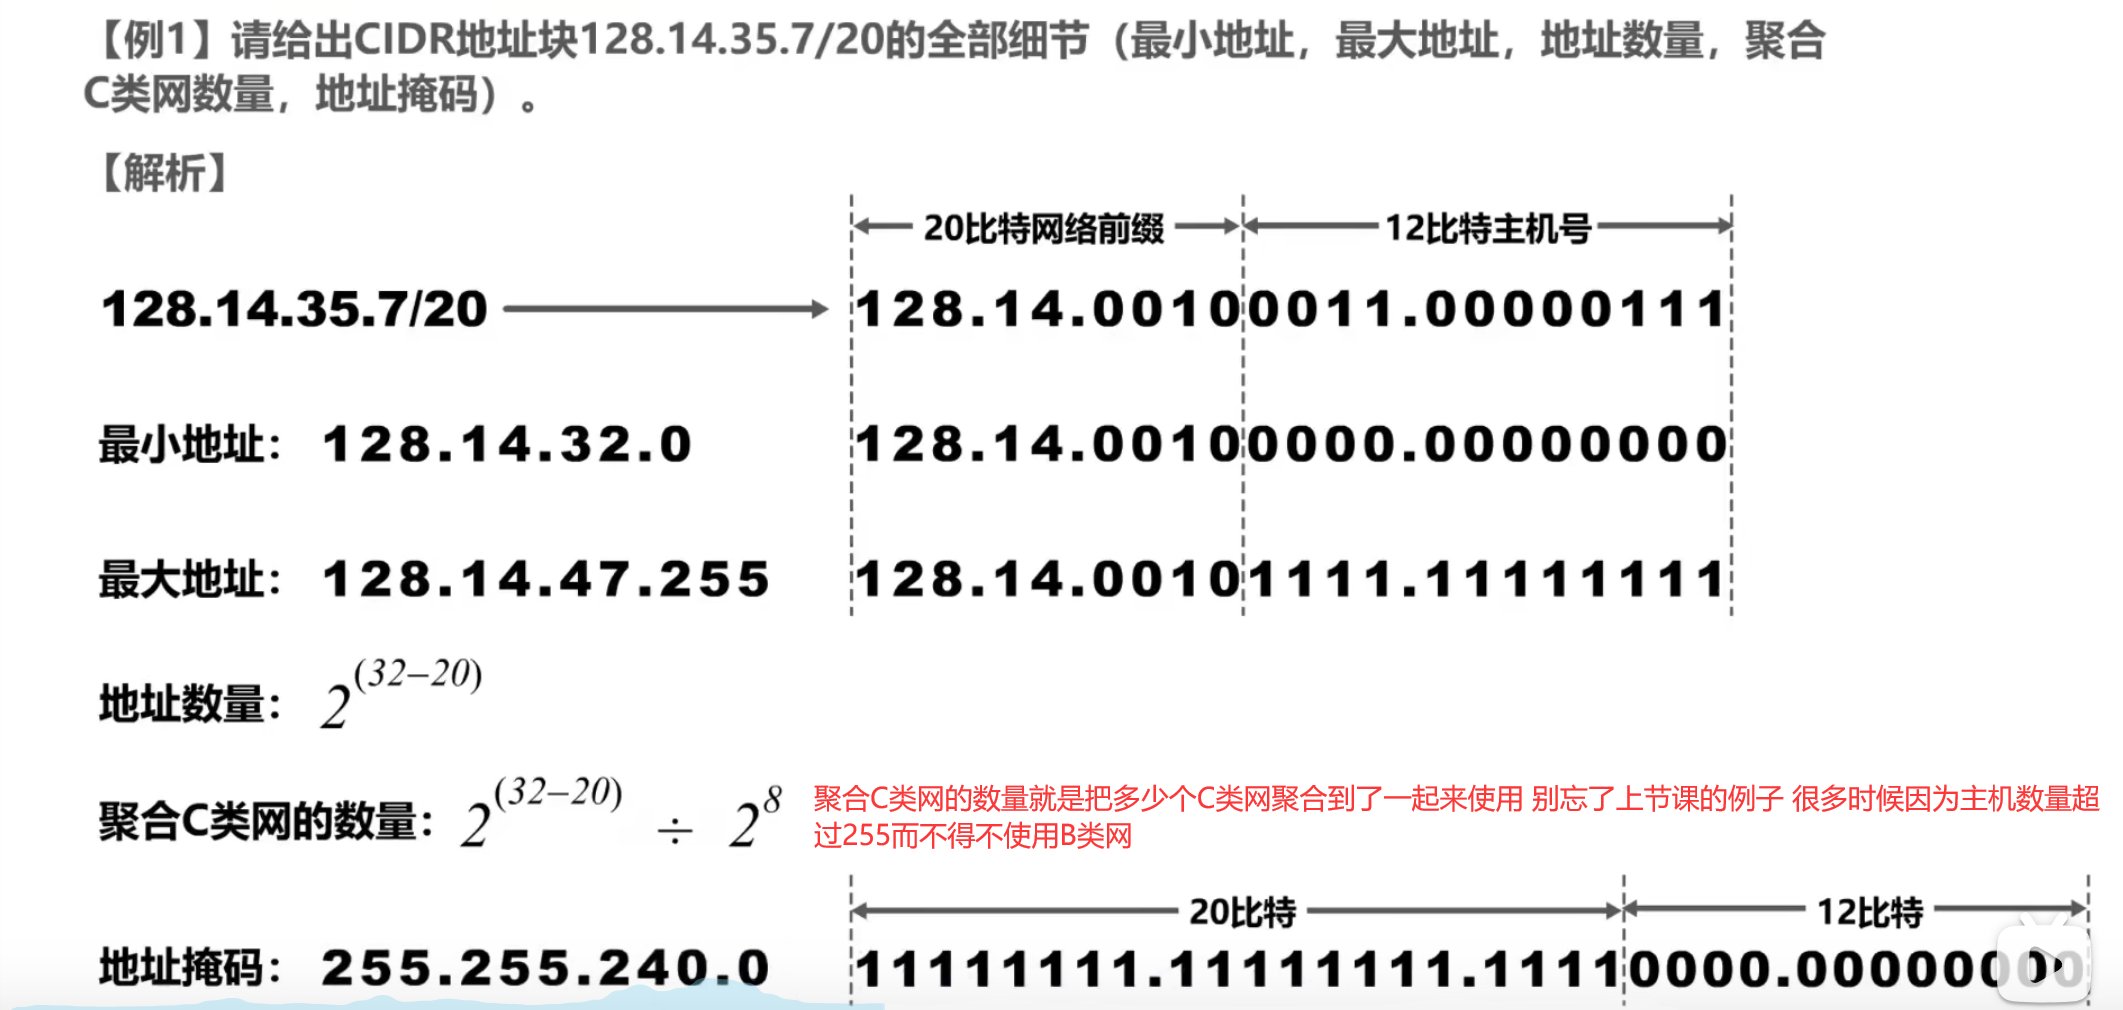 【例1】请给出CIDR地址块128.14.35.7/20的全部细节（最小地址，最大地址，地址数量，聚合
C类网数量，地址掩码）。
【解析】
20比特网络前缀 12比特主机号
128.14.35.7/20 128.14.00100011.00000111
最小地址： 128.14.32.0 128.14.00100000.00000000
最大地址： 128.14.47.255 128.14.00101111.11111111
地址数量： 2^(32–20)
聚合C类网的数量： 2^(32–20) ÷ 2^8 聚合C类网的数量就是把多少个C类网聚合到了一起来使用 别忘了上节课的例子 很多时候因为主机数量超
过255而不得不使用B类网
20比特 12比特
地址掩码： 255.255.240.0 11111111.11111111.11110000.00000000